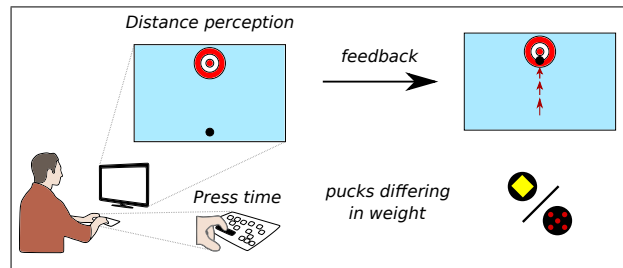 Distance perception
feedback
Press time
pucks differing
in weight